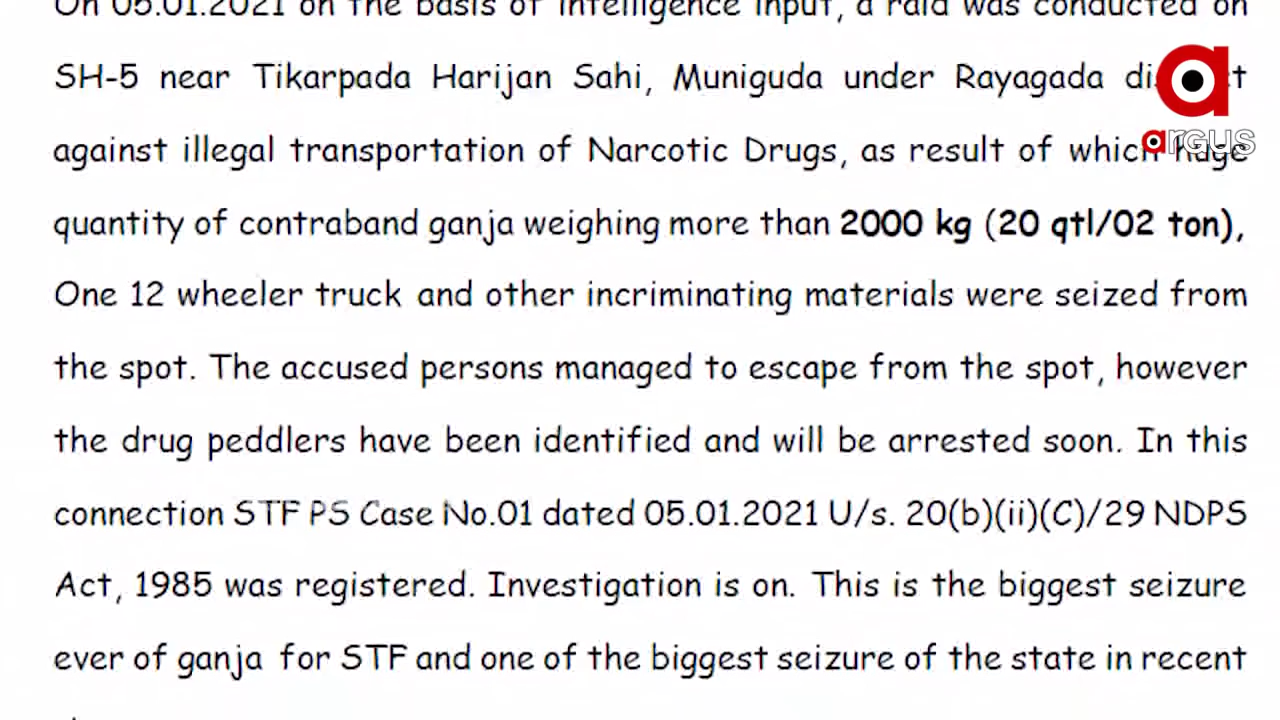 On 05.01.2021 on the basis of intelligence input, a raid was conducted on
SH-5 near Tikarpada Harijan Sahi, Muniguda under Rayagada district
against illegal transportation of Narcotic Drugs, as result of which huge
quantity of contraband ganja weighing more than 2000 kg (20 qtl/02 ton),
One 12 wheeler truck and other incriminating materials were seized from
the spot. The accused persons managed to escape from the spot, however
the drug peddlers have been identified and will be arrested soon. In this
connection STF PS Case No.01 dated 05.01.2021 U/s. 20(b)(ii)(C)/29 NDPS
Act, 1985 was registered. Investigation is on. This is the biggest seizure
ever of ganja for STF and one of the biggest seizure of the state in recent
a
argus